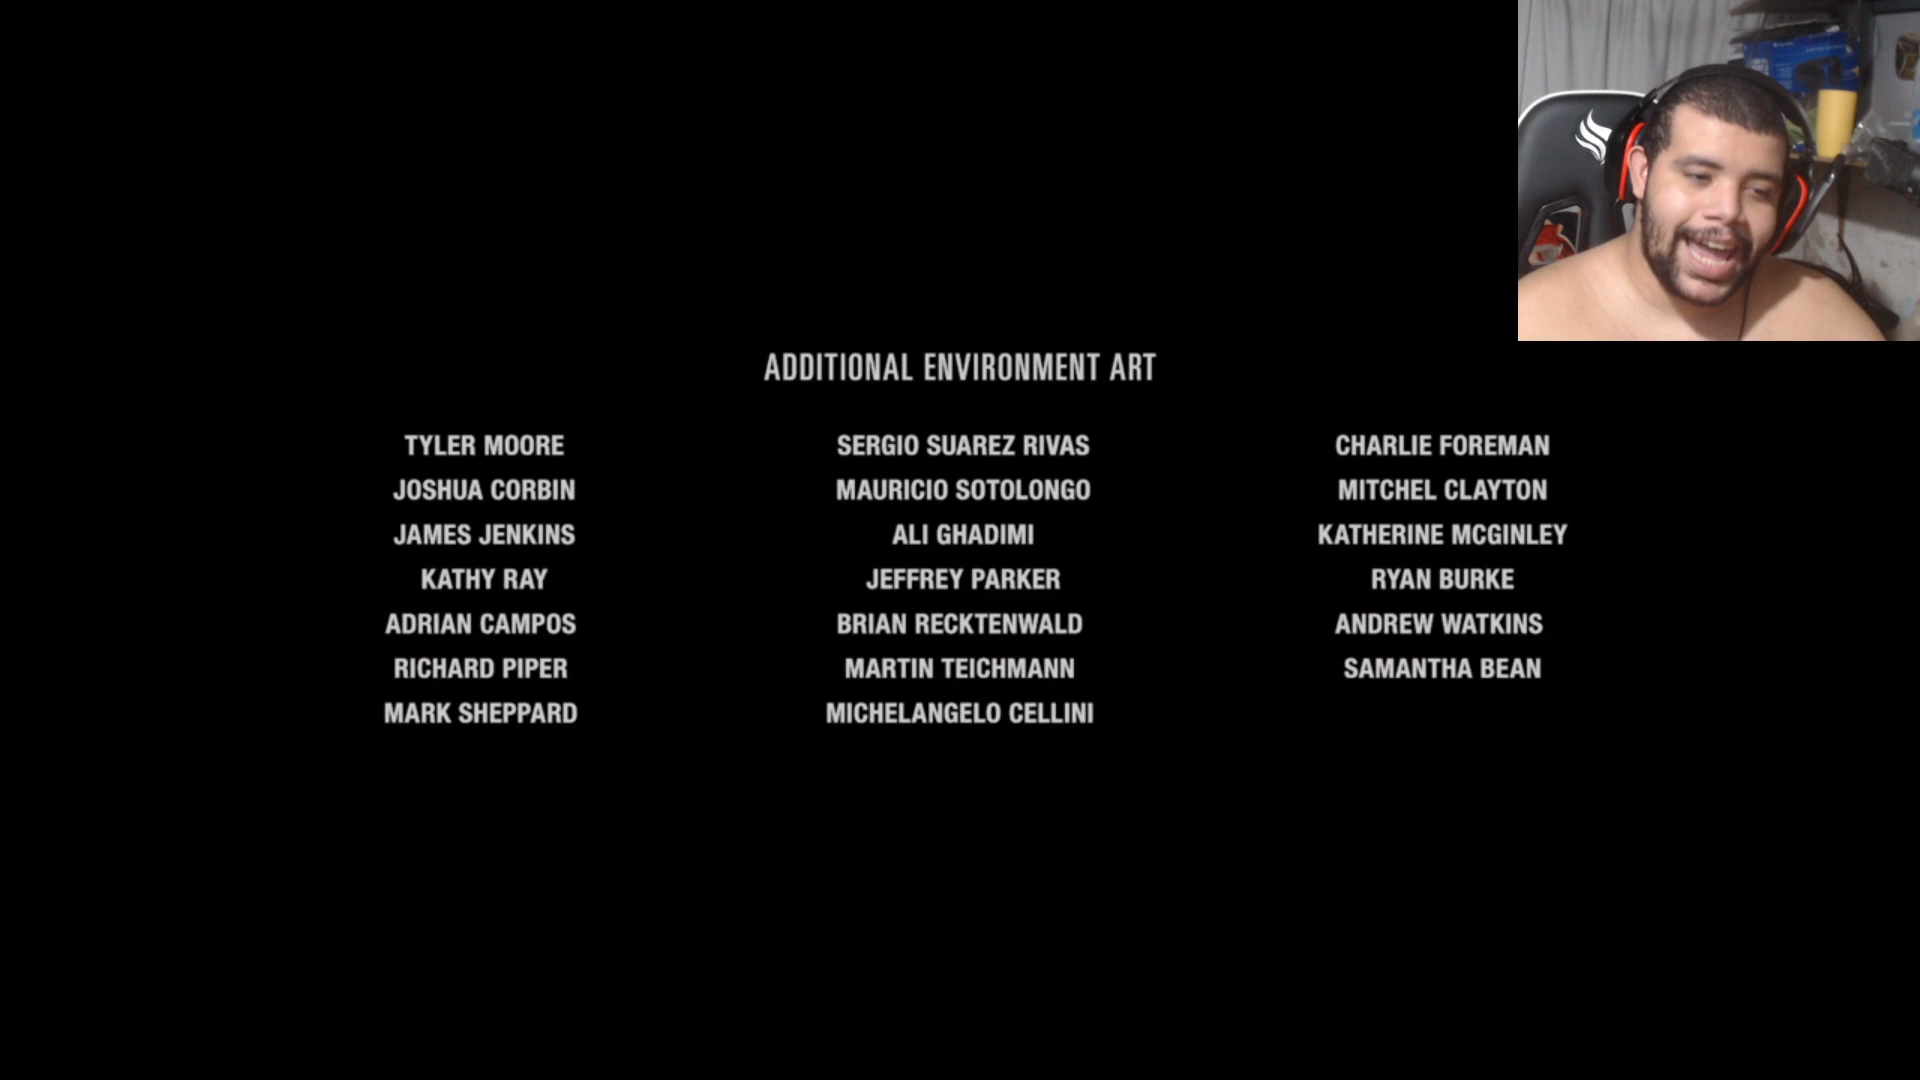 ADDITIONAL ENVIRONMENT ART
TYLER MOORE
JOSHUA CORBIN
JAMES JENKINS
KATHY RAY
ADRIAN CAMPOS
RICHARD PIPER
MARK SHEPPARD
SERGIO SUAREZ RIVAS
MAURICIO SOTOLONGO
ALI GHADIMI
JEFFREY PARKER
BRIAN RECKTENWALD
MARTIN TEICHMANN
MICHELANGELO CELLINI
CHARLIE FOREMAN
MITCHEL CLAYTON
KATHERINE MCGINLEY
RYAN BURKE
ANDREW WATKINS
SAMANTHA BEAN